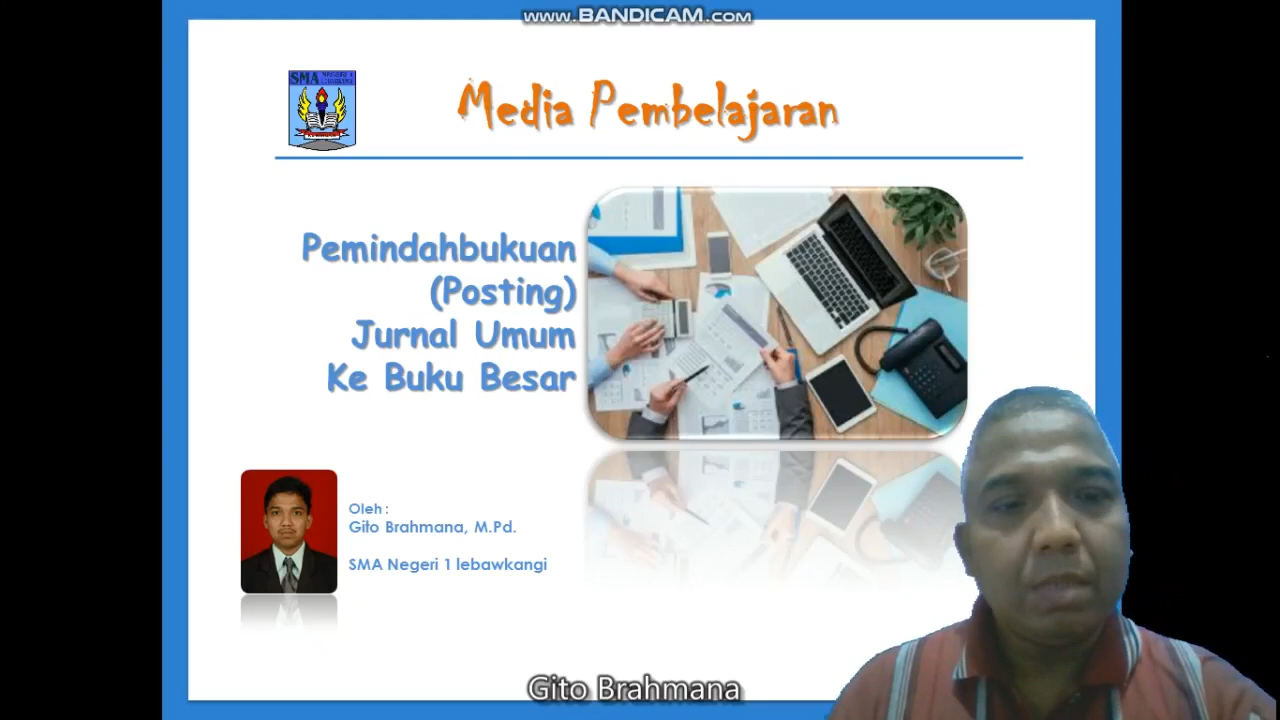 www.BANDICAM.com
SMA
Media Pembelajaran
Pemindahbukuan
(Posting)
Jurnal Umum
Ke Buku Besar
Oleh :
Gito Brahmana, M.Pd.
SMA Negeri 1 lebawkangi
Gito Brahmana